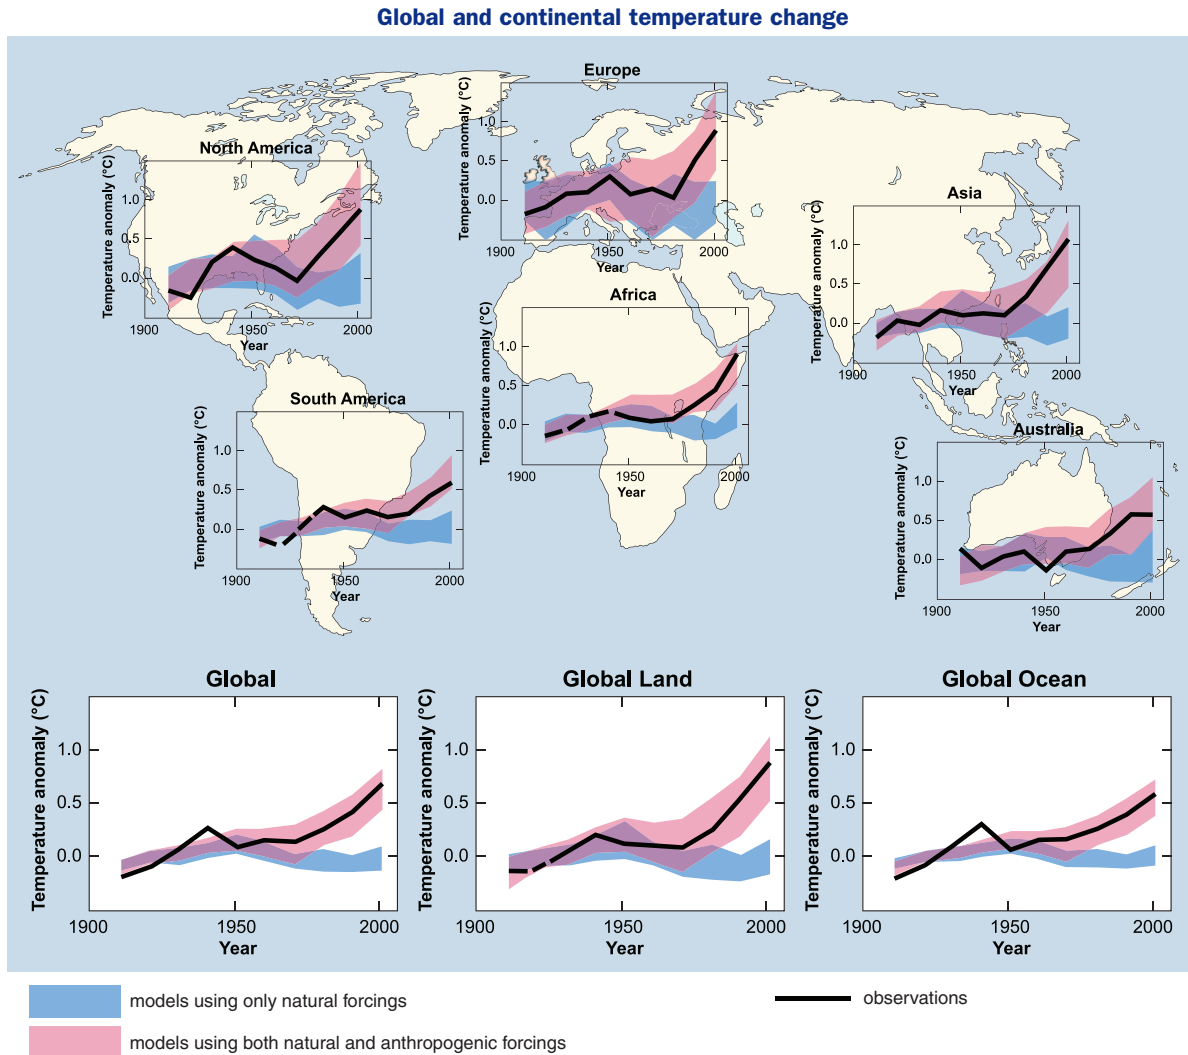 Global and continental temperature change
Europe
Temperature anomaly (°C)
1.0
0.5
0.0
1900
1950
2000
Year
North America
Temperature anomaly (°C)
1.0
0.5
0.0
1900
1950
2000
Year
Asia
Temperature anomaly (°C)
1.0
0.5
0.0
1900
1950
2000
Year
Africa
Temperature anomaly (°C)
1.0
0.5
0.0
1900
1950
2000
Year
South America
Temperature anomaly (°C)
1.0
0.5
0.0
1900
1950
2000
Year
Australia
Temperature anomaly (°C)
1.0
0.5
0.0
1900
1950
2000
Year
Global
Temperature anomaly (°C)
1.0
0.5
0.0
1900
1950
2000
Year
Global Land
Temperature anomaly (°C)
1.0
0.5
0.0
1900
1950
2000
Year
Global Ocean
Temperature anomaly (°C)
1.0
0.5
0.0
1900
1950
2000
Year
models using only natural forcings
observations
models using both natural and anthropogenic forcings